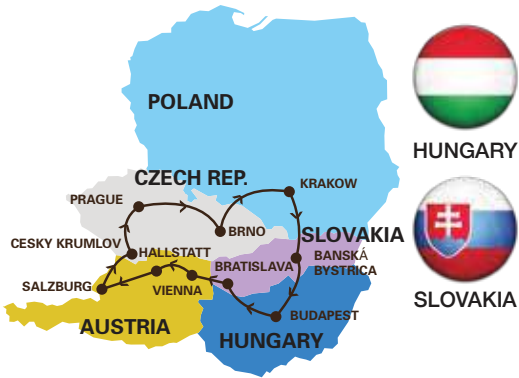 POLAND
HUNGARY
CZECH REP.
KRAKOW
PRAGUE
BRNO
SLOVAKIA
CESKY KRUMLOV
HALLSTATT
BANSKÁ
BYSTRICA
BRATISLAVA
SALZBURG
VIENNA
SLOVAKIA
BUDAPEST
AUSTRIA
HUNGARY